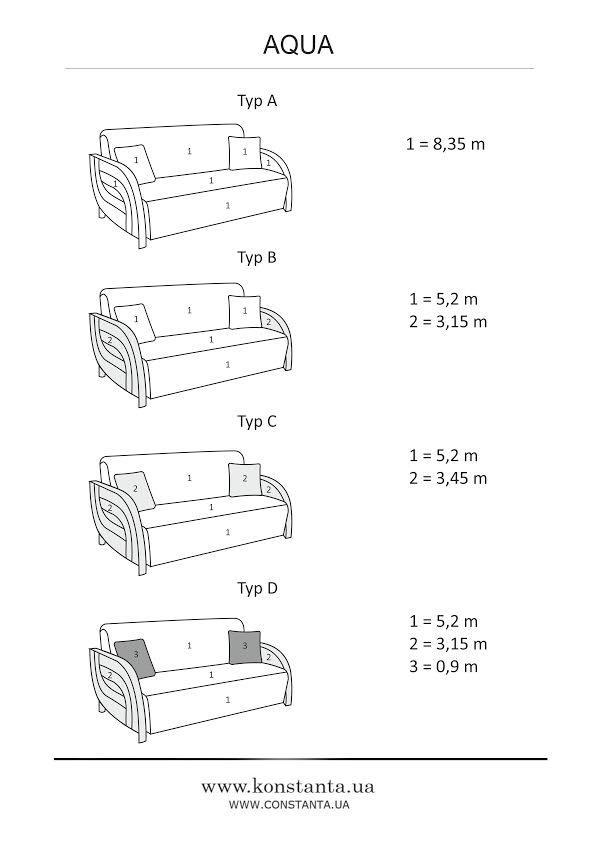 AQUA
Typ A
1 1 1 1 1 1 1
1 = 8,35 m
Typ B
1 1 1 2 2 1 1
1 = 5,2 m
2 = 3,15 m
Typ C
2 1 2 2 2 1 1
1 = 5,2 m
2 = 3,45 m
Typ D
3 1 3 2 2 1 1
1 = 5,2 m
2 = 3,15 m
3 = 0,9 m
www.konstanta.ua
WWW.CONSTANTA.UA